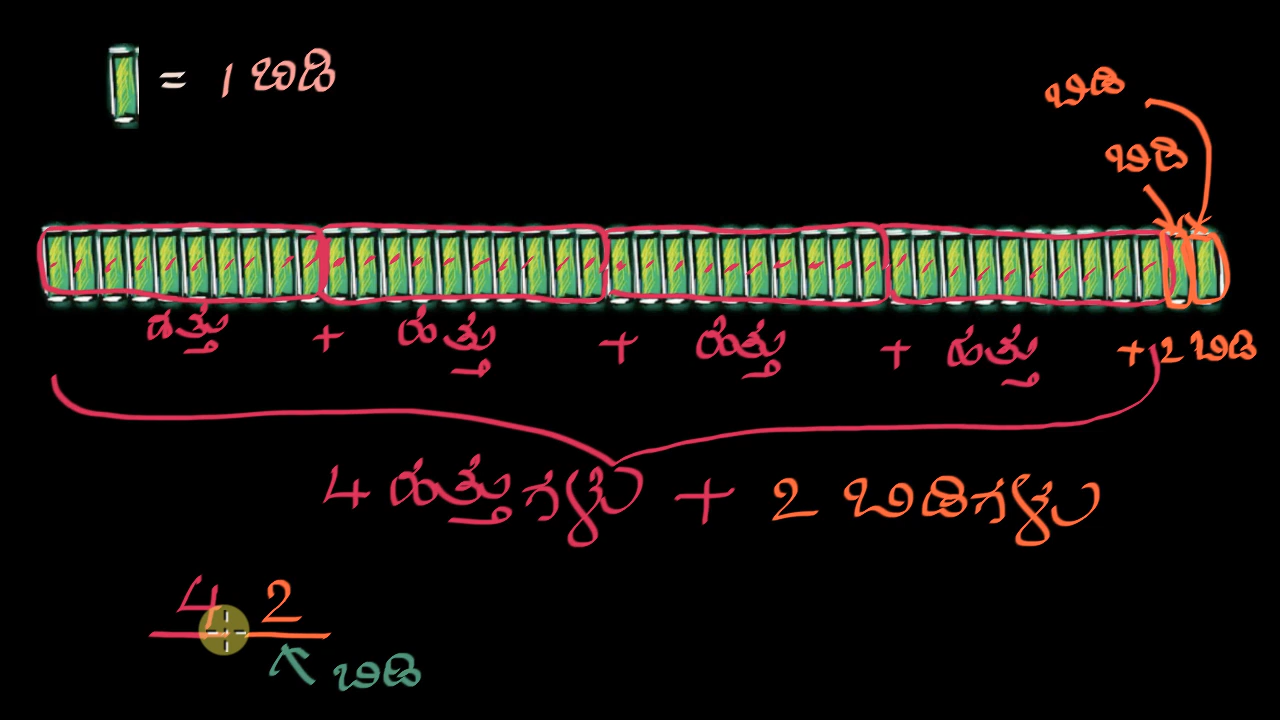 = 1 ಬಿಡಿ
ಬಿಡಿ
ಬಿಡಿ
ಹತ್ತು + ಹತ್ತು + ಹತ್ತು + ಹತ್ತು + 2 ಬಿಡಿ
4 ಹತ್ತುಗಳು + 2 ಬಿಡಿಗಳು
4 2
ಬಿಡಿ